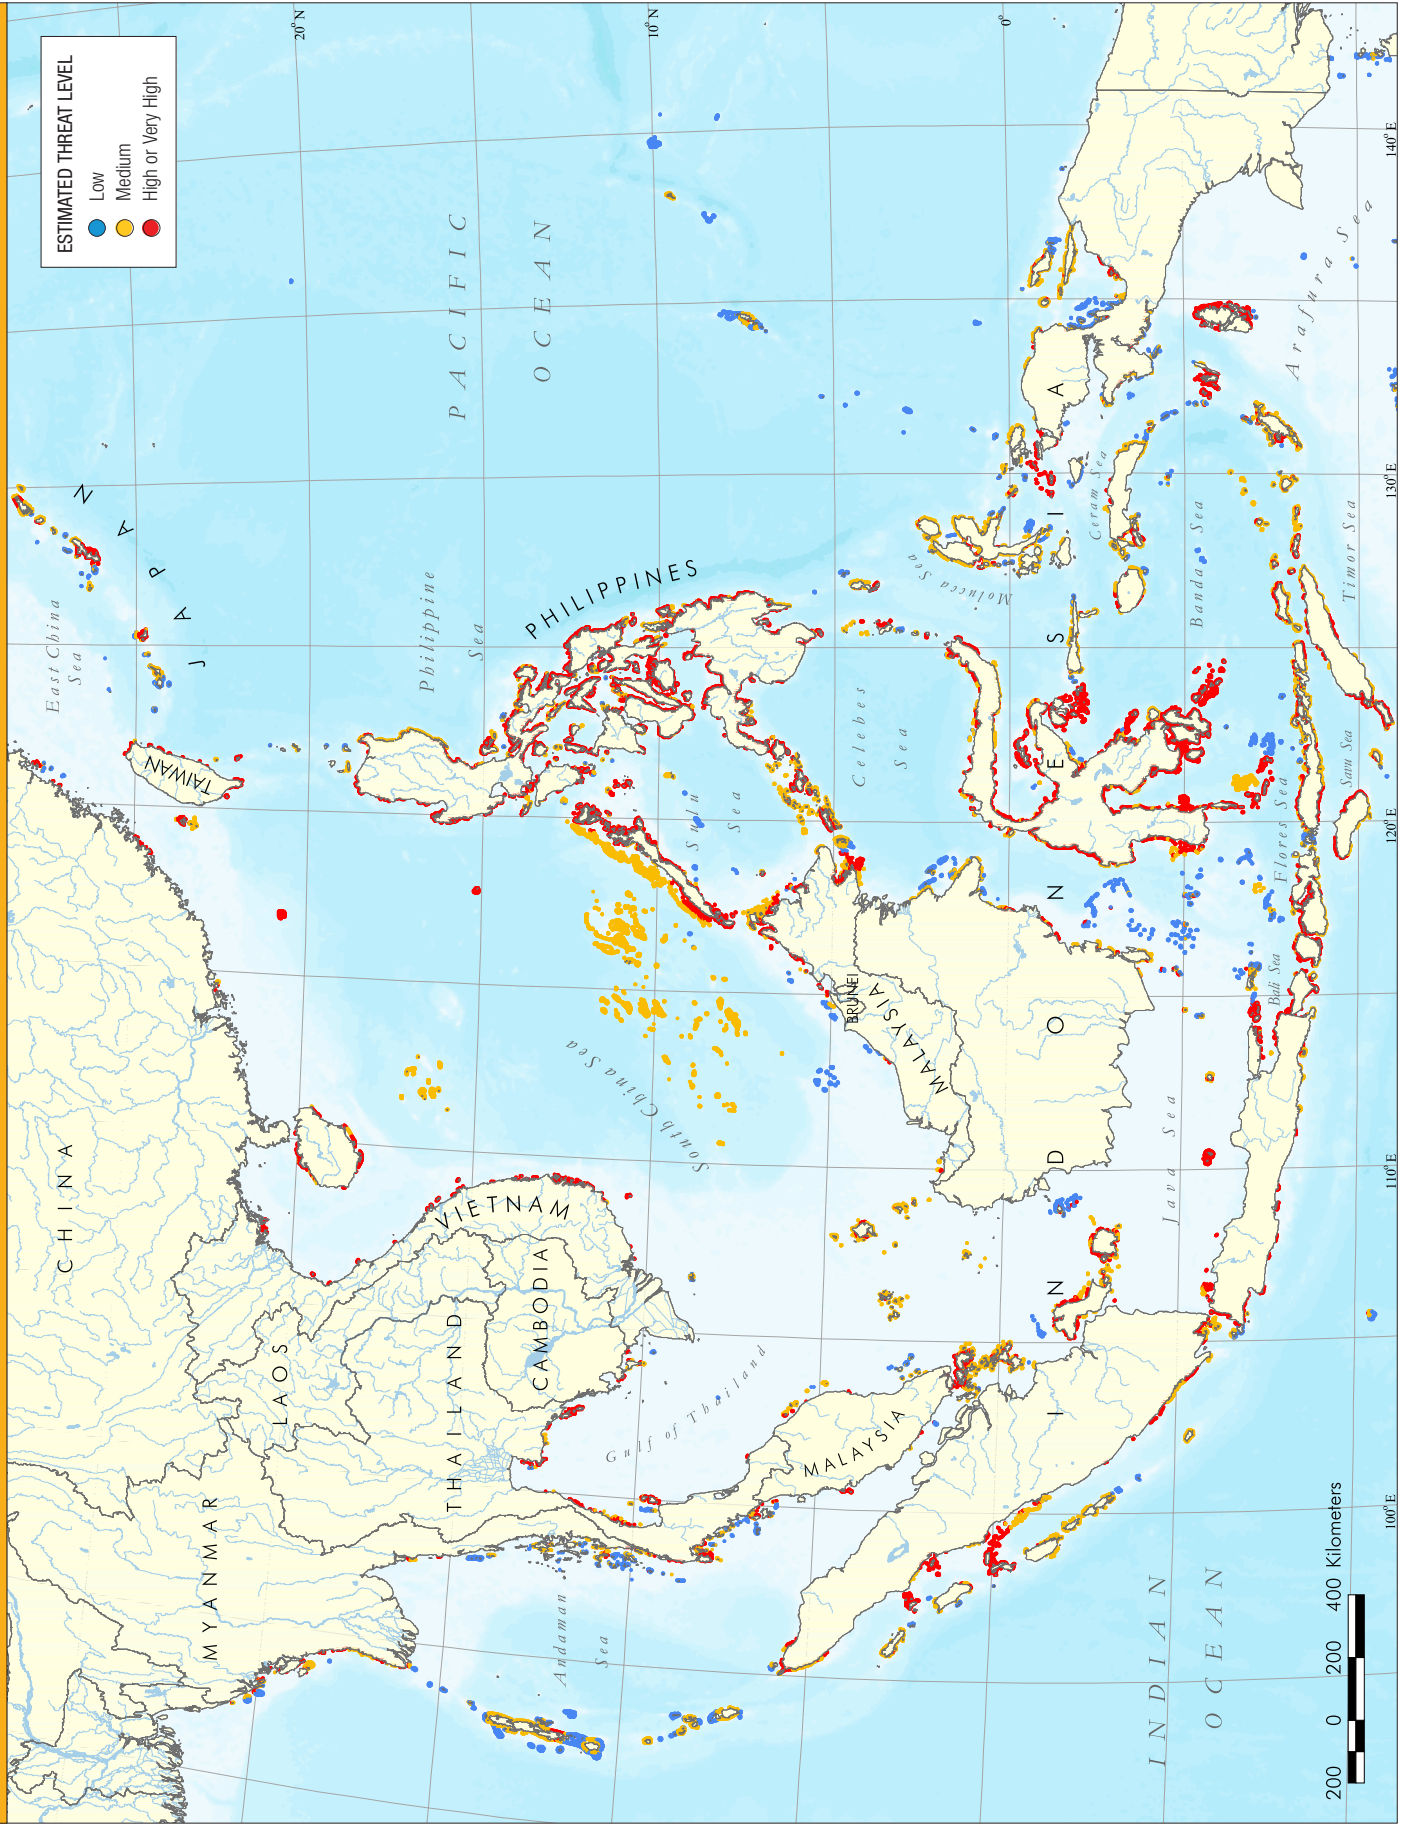 ESTIMATED THREAT LEVEL
Low
Medium
High or Very High
20° N
10° N
0°
140° E
130° E
120° E
110° E
100° E
CHINA
MYANMAR
LAOS
THAILAND
VIETNAM
CAMBODIA
MALAYSIA
MALAYSIA
BRUNEI
INDONESIA
PHILIPPINES
TAIWAN
JAPAN
East China
Sea
Philippine
Sea
PACIFIC
OCEAN
South China Sea
Gulf of Thailand
Andaman
Sea
Sulu
Sea
Celebes
Sea
Molucca Sea
Ceram Sea
Banda Sea
Arafura Sea
Timor Sea
Savu Sea
Flores Sea
Bali Sea
Java Sea
INDIAN
OCEAN
200 0 200 400 Kilometers